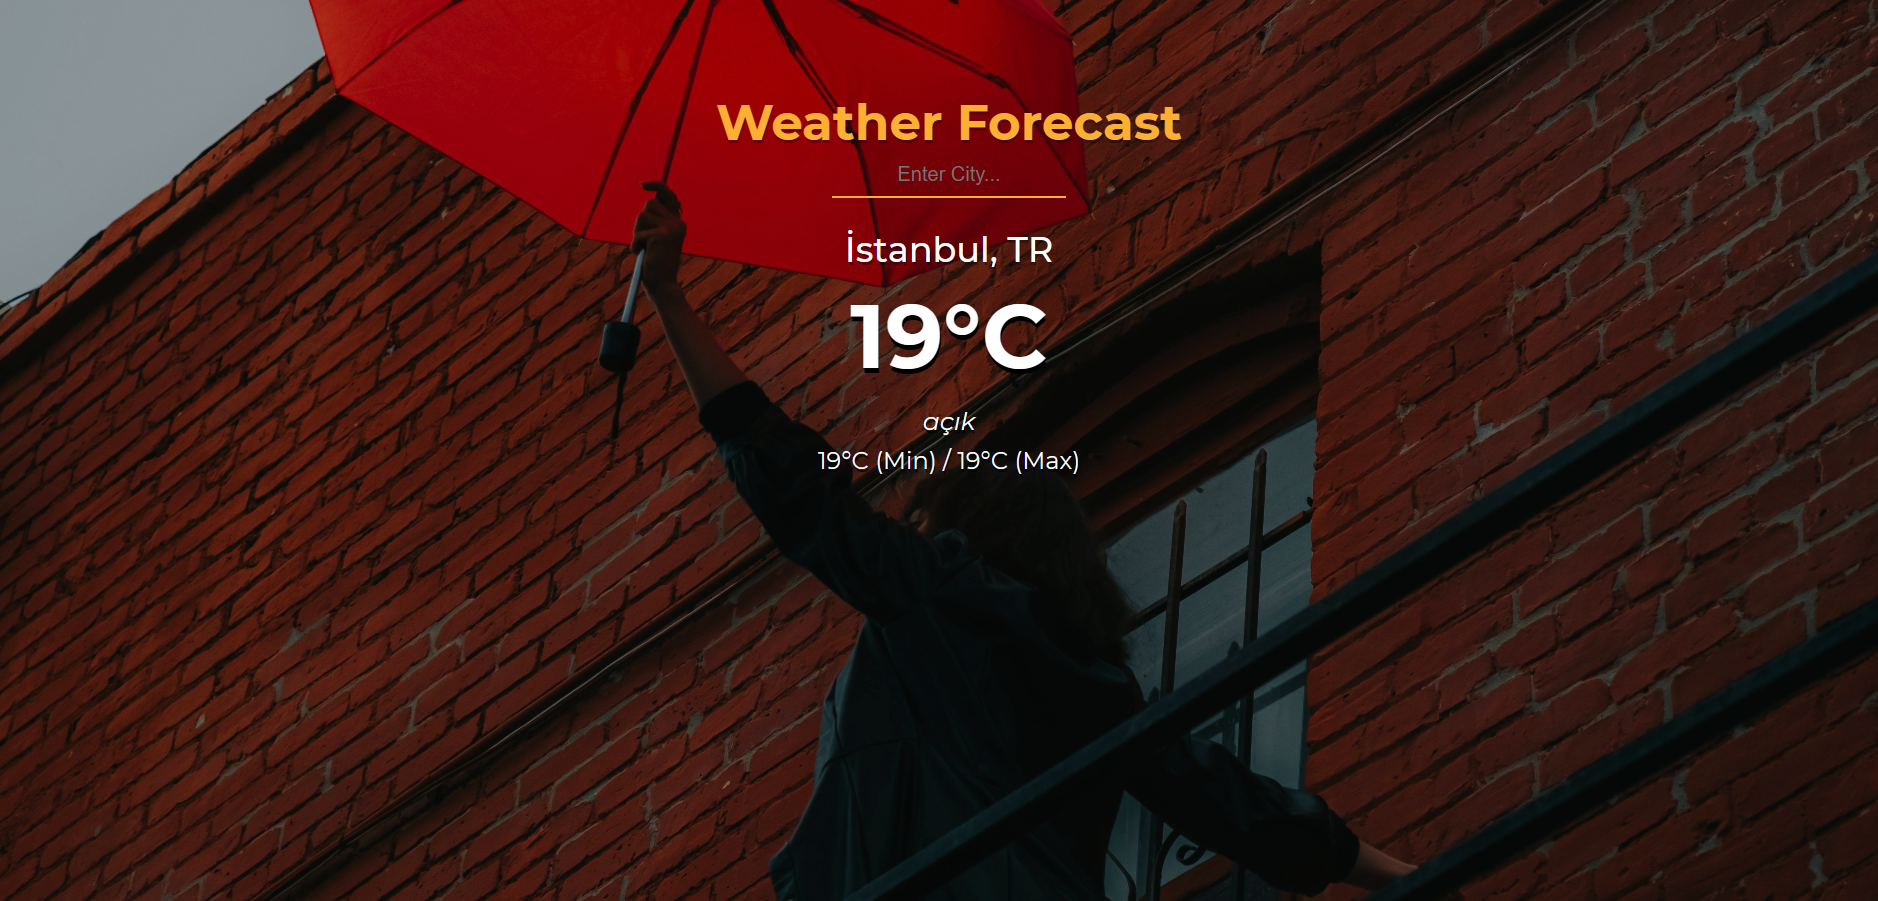 Weather Forecast
Enter City...
İstanbul, TR
19°C
açık
19°C (Min) / 19°C (Max)